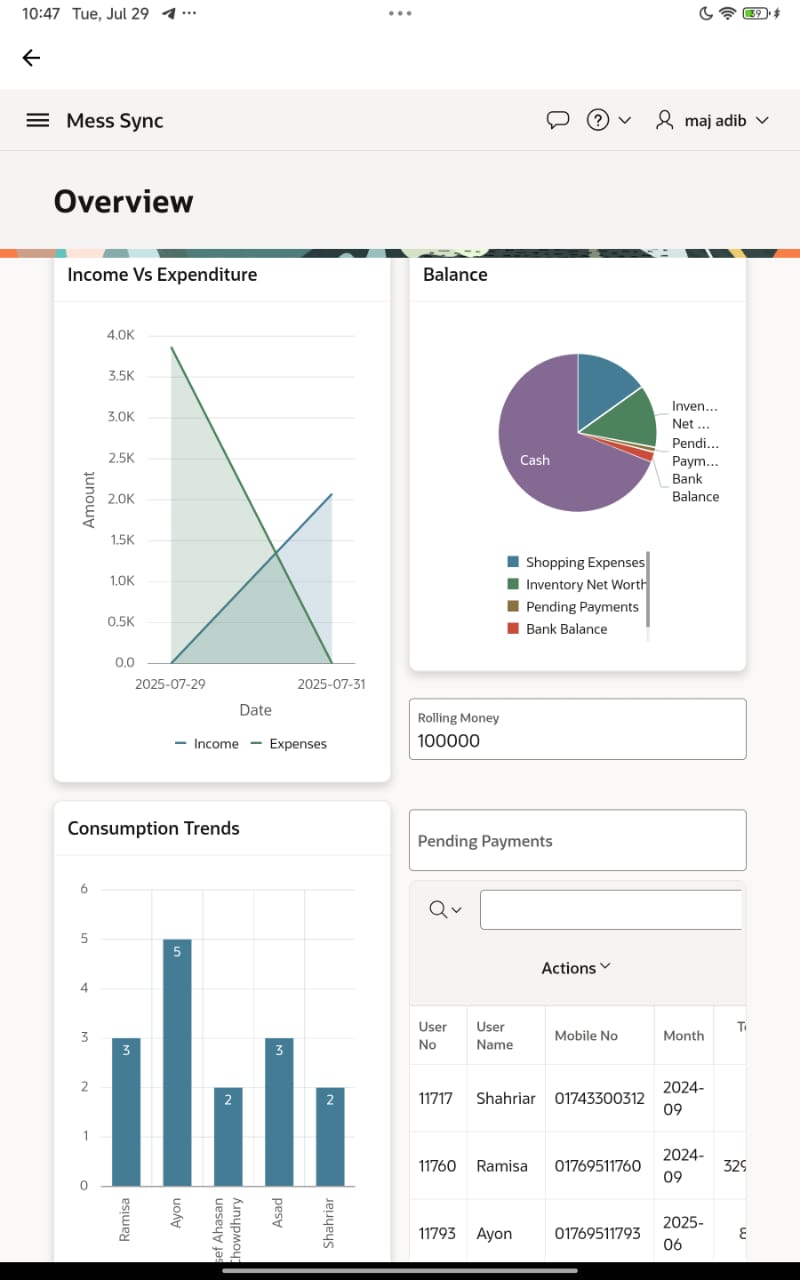 10:47 Tue, Jul 29
39
Mess Sync
maj adib
Overview
Income Vs Expenditure
4.0K
3.5K
3.0K
2.5K
2.0K
1.5K
1.0K
0.5K
0.0
Amount
2025-07-29
2025-07-31
Date
Income
Expenses
Balance
Cash
Inven...
Net ...
Pendi...
Paym...
Bank
Balance
Shopping Expenses
Inventory Net Worth
Pending Payments
Bank Balance
Rolling Money
100000
Consumption Trends
6
5
4
3
2
1
0
3
5
2
3
2
Ramisa
Ayon
sef Ahasan
Chowdhury
Asad
Shahriar
Pending Payments
Actions
User No User Name Mobile No Month
11717 Shahriar 01743300312 2024-09
11760 Ramisa 01769511760 2024-09 329
11793 Ayon 01769511793 2025-06 8